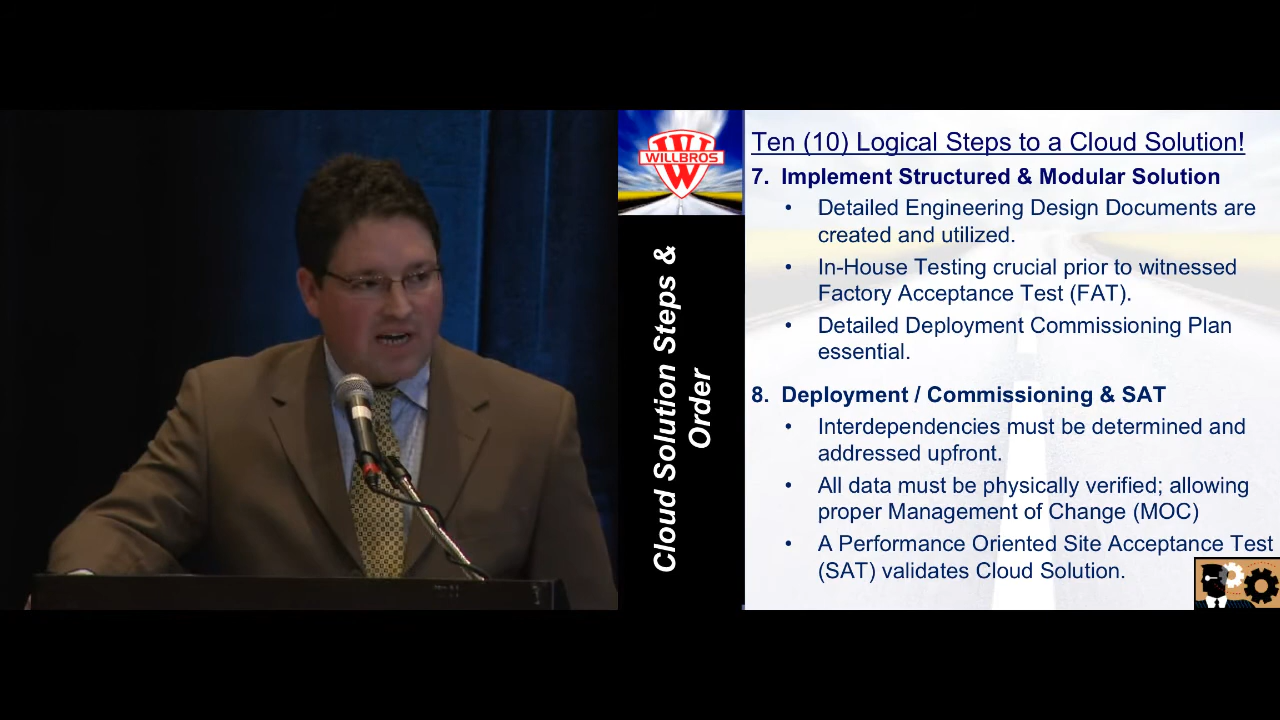 WILLBROS
Cloud Solution Steps &
Order
Ten (10) Logical Steps to a Cloud Solution!
7. Implement Structured & Modular Solution
• Detailed Engineering Design Documents are
created and utilized.
• In-House Testing crucial prior to witnessed
Factory Acceptance Test (FAT).
• Detailed Deployment Commissioning Plan
essential.
8. Deployment / Commissioning & SAT
• Interdependencies must be determined and
addressed upfront.
• All data must be physically verified; allowing
proper Management of Change (MOC)
• A Performance Oriented Site Acceptance Test
(SAT) validates Cloud Solution.